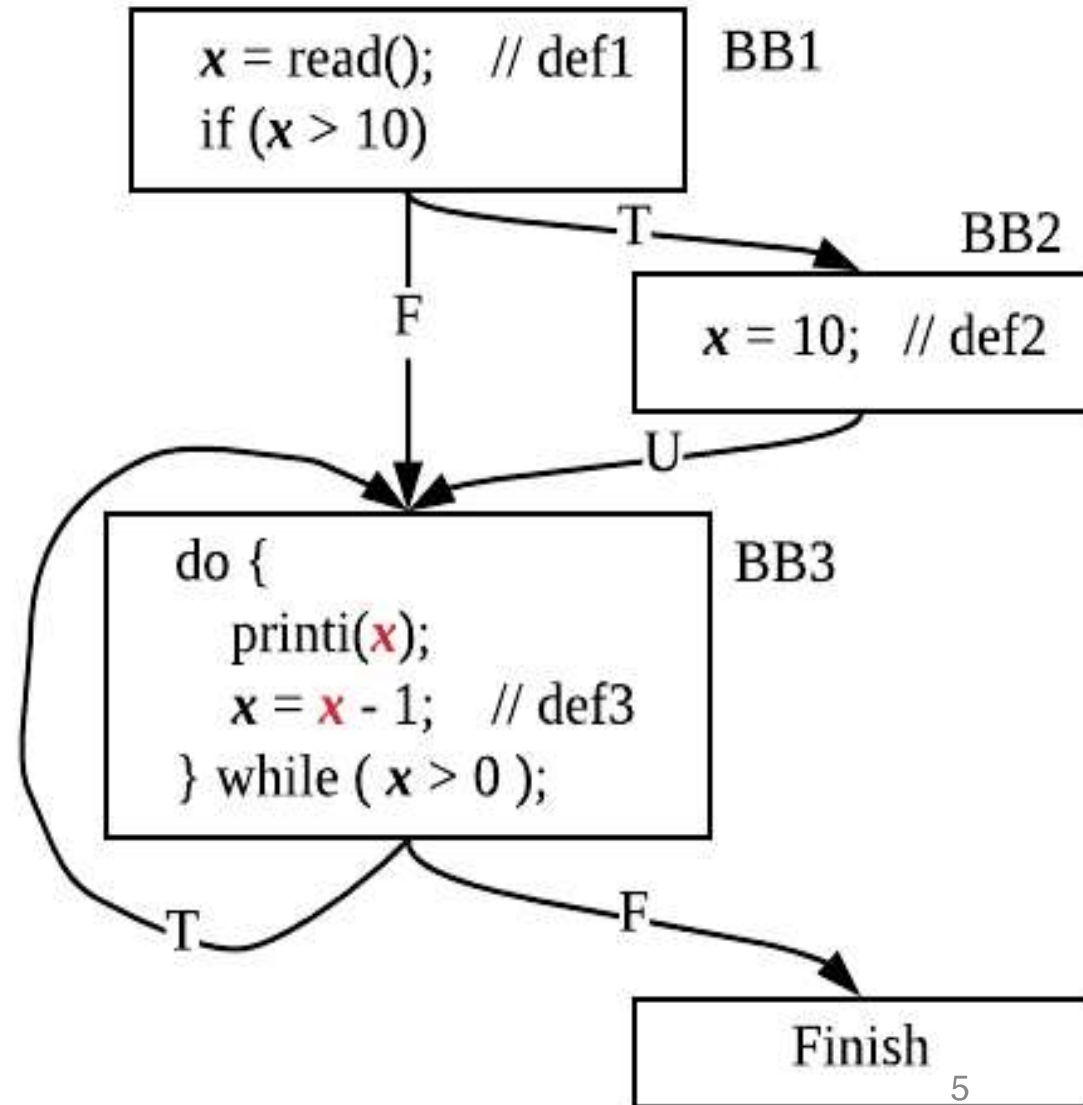 x = read();    // def1
if (x > 10)
BB1
T
BB2
F
x = 10;   // def2
U
do {
BB3
printi(x);
x = x - 1;    // def3
} while ( x > 0 );
T
F
Finish
5